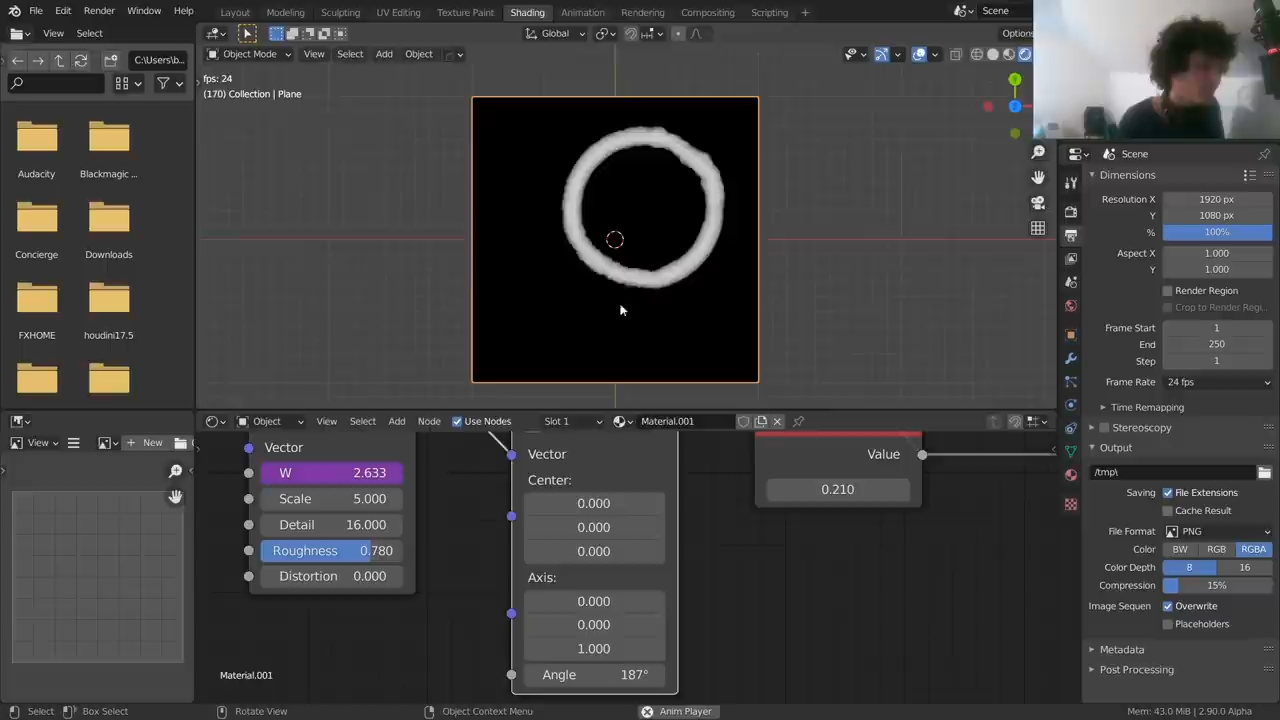 File Edit Render Window Help
Layout Modeling Sculpting UV Editing Texture Paint Shading Animation Rendering Compositing Scripting +
Scene
View Select
Global
Options
C:\Users\b...
Object Mode View Select Add Object
fps: 24
(170) Collection | Plane
Audacity
Blackmagic ...
Concierge
Downloads
FXHOME
houdini17.5
Scene
Dimensions
Resolution X 1920 px
Y 1080 px
% 100%
Aspect X 1.000
Y 1.000
Render Region
Crop to Render Regi...
Frame Start 1
End 250
Step 1
Frame Rate 24 fps
Time Remapping
Stereoscopy
Output
/tmp\
Saving File Extensions
Cache Result
File Format PNG
Color BW RGB RGBA
Color Depth 8 16
Compression 15%
Image Sequen Overwrite
Placeholders
Metadata
Post Processing
View
New
Object View Select Add Node Use Nodes Slot 1 Material.001
Vector
W 2.633
Scale 5.000
Detail 16.000
Roughness 0.780
Distortion 0.000
Vector
Center:
0.000
0.000
0.000
Axis:
0.000
0.000
1.000
Angle 187°
Value
0.210
Material.001
Select Box Select Rotate View Object Context Menu Anim Player Mem: 43.0 MiB | 2.90.0 Alpha